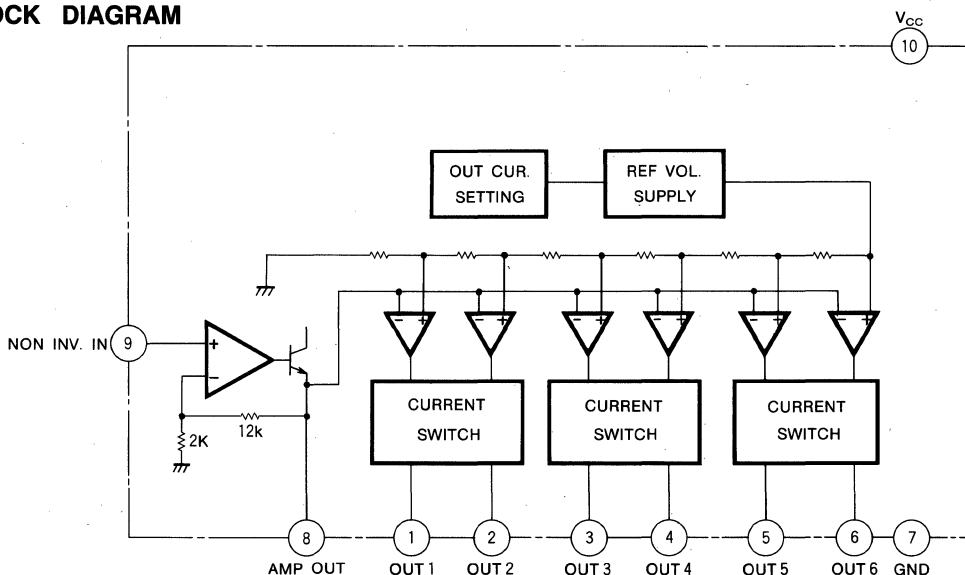 OCK DIAGRAM
VCC
10
OUT CUR.
SETTING
REF VOL.
SUPPLY
NON INV. IN 9
+
−
2K
12k
− + − + − + − + − + − +
CURRENT
SWITCH
CURRENT
SWITCH
CURRENT
SWITCH
8 1 2 3 4 5 6 7
AMP OUT OUT 1 OUT 2 OUT 3 OUT 4 OUT 5 OUT 6 GND